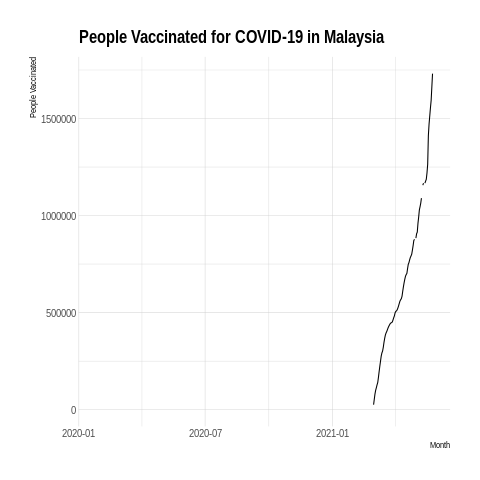 People Vaccinated for COVID-19 in Malaysia
People Vaccinated
1500000
1000000
500000
0
2020-01 2020-07 2021-01
Month